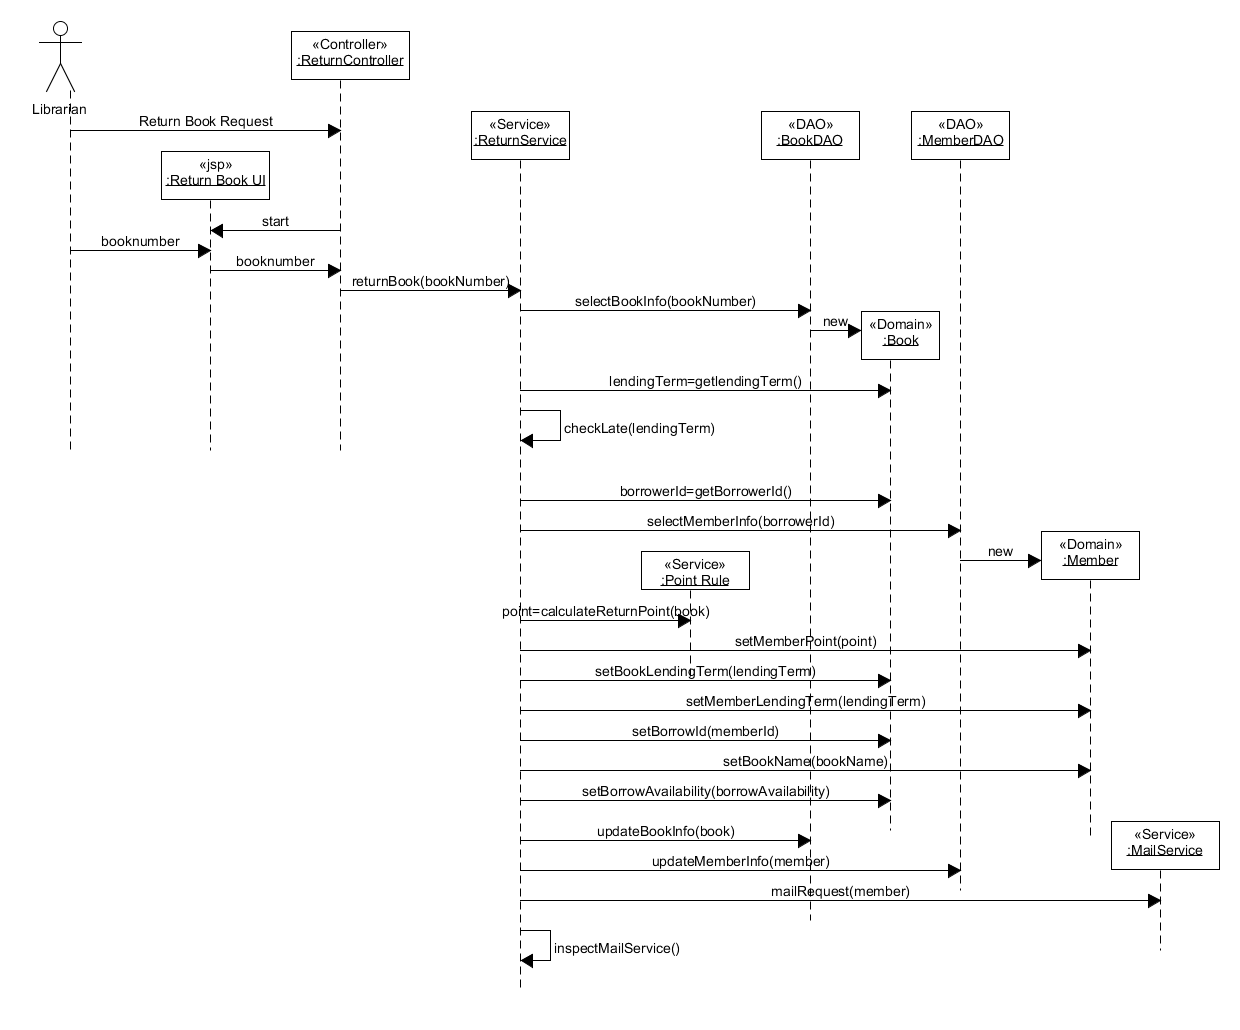 «Controller»
:ReturnController
Librarian
Return Book Request
«Service»
:ReturnService
«DAO»
:BookDAO
«DAO»
:MemberDAO
«jsp»
:Return Book UI
start
booknumber
booknumber
returnBook(bookNumber)
selectBookInfo(bookNumber)
new
«Domain»
:Book
lendingTerm=getlendingTerm()
checkLate(lendingTerm)
borrowerId=getBorrowerId()
selectMemberInfo(borrowerId)
new
«Domain»
:Member
«Service»
:Point Rule
point=calculateReturnPoint(book)
setMemberPoint(point)
setBookLendingTerm(lendingTerm)
setMemberLendingTerm(lendingTerm)
setBorrowId(memberId)
setBookName(bookName)
setBorrowAvailability(borrowAvailability)
updateBookInfo(book)
«Service»
:MailService
updateMemberInfo(member)
mailRequest(member)
inspectMailService()